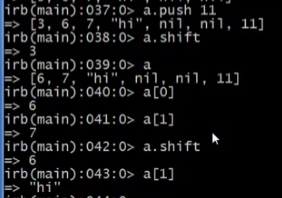 irb(main):037:0> a.push 11
=> [3, 6, 7, "hi", nil, nil, 11]
irb(main):038:0> a.shift
=> 3
irb(main):039:0> a
=> [6, 7, "hi", nil, nil, 11]
irb(main):040:0> a[0]
=> 6
irb(main):041:0> a[1]
=> 7
irb(main):042:0> a.shift
=> 6
irb(main):043:0> a[1]
=> "hi"